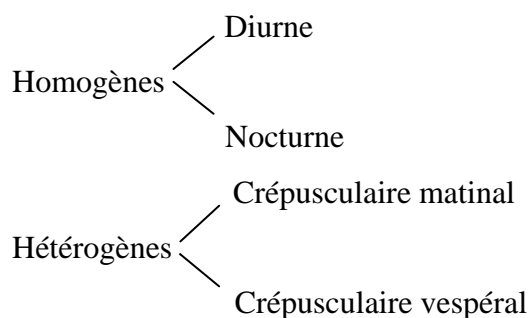 Diurne
Homogènes
Nocturne
Crépusculaire matinal
Hétérogènes
Crépusculaire vespéral